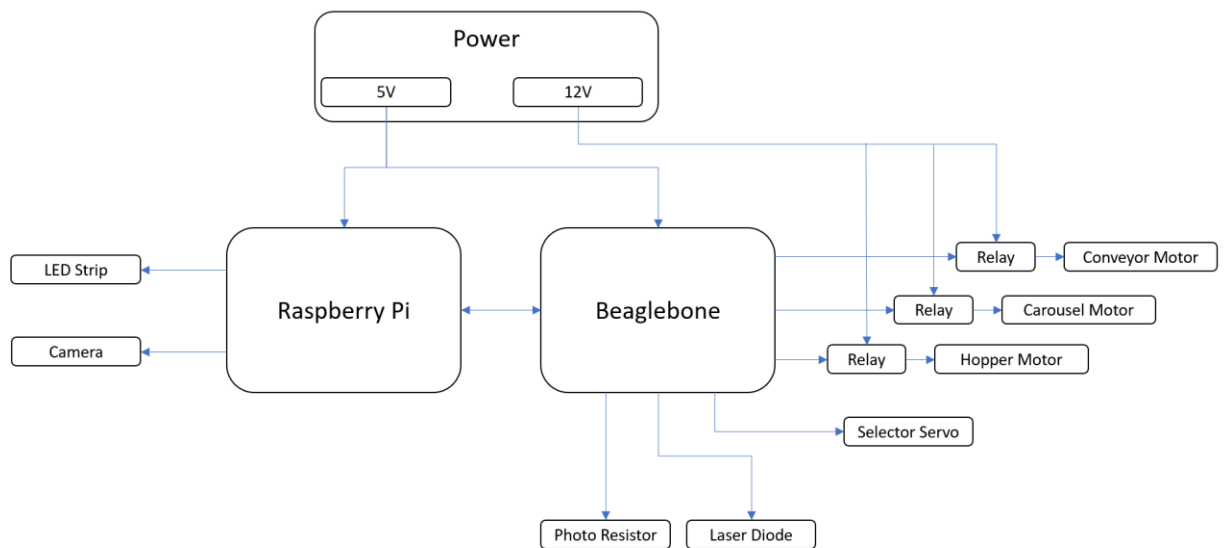 Power
5V
12V
LED Strip
Raspberry Pi
Beaglebone
Relay
Conveyor Motor
Relay
Carousel Motor
Camera
Relay
Hopper Motor
Selector Servo
Photo Resistor
Laser Diode